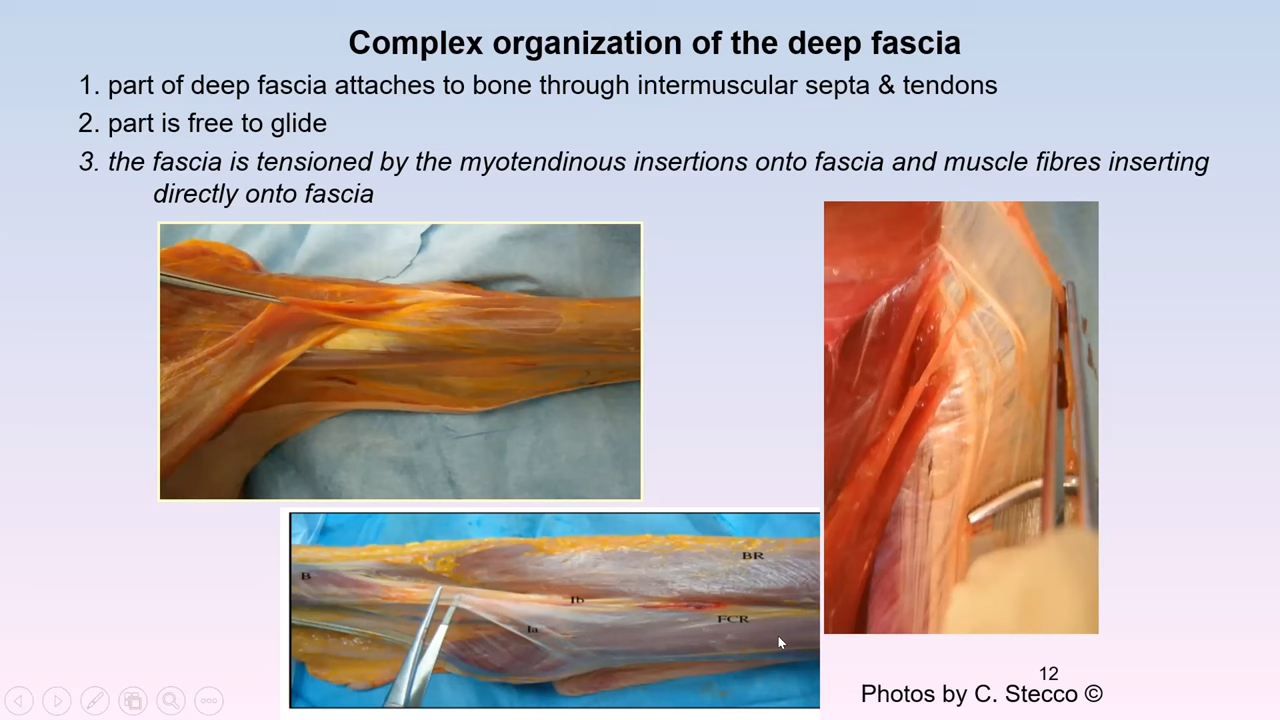 Complex organization of the deep fascia
1. part of deep fascia attaches to bone through intermuscular septa & tendons
2. part is free to glide
3. the fascia is tensioned by the myotendinous insertions onto fascia and muscle fibres inserting
directly onto fascia
BR
B
Ib
FCR
Ia
12
Photos by C. Stecco ©